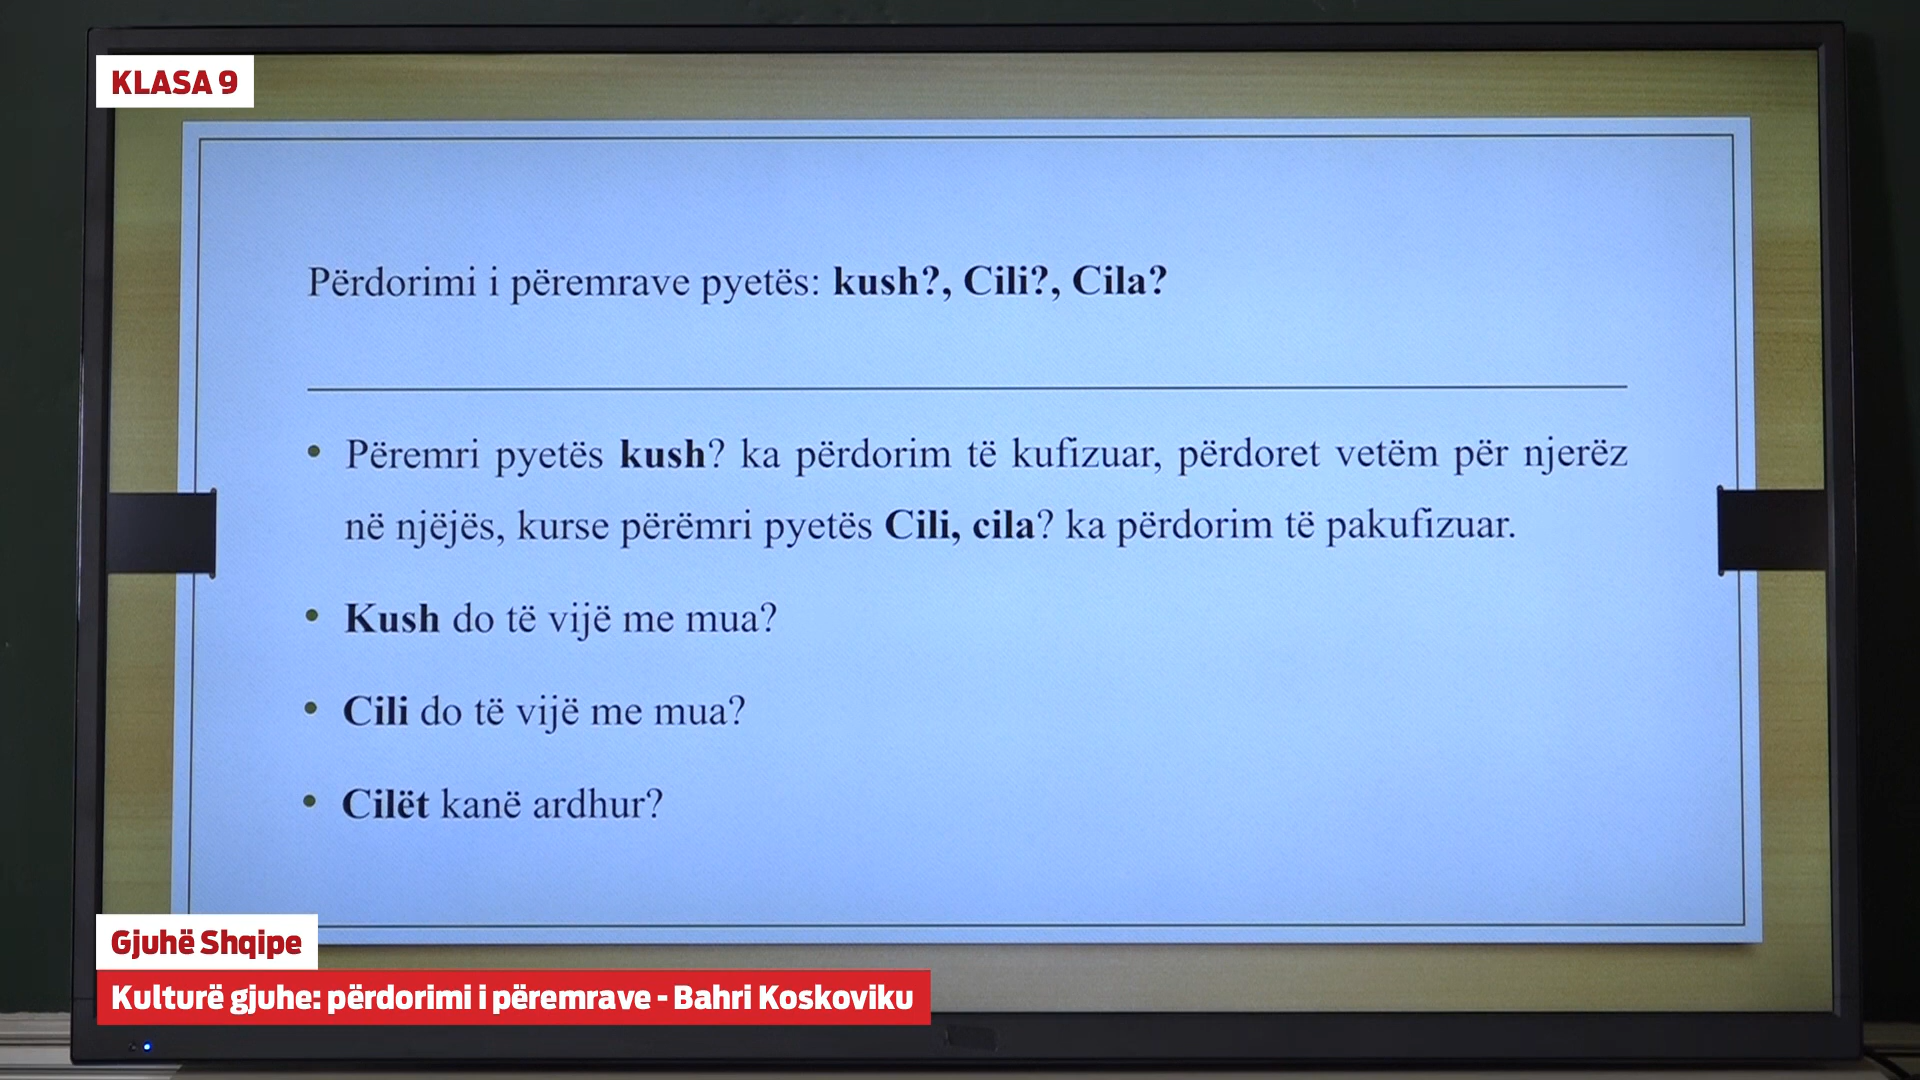 KLASA 9
Përdorimi i përemrave pyetës: kush?, Cili?, Cila?
• Përemri pyetës kush? ka përdorim të kufizuar, përdoret vetëm për njerëz
në njëjës, kurse përëmri pyetës Cili, cila? ka përdorim të pakufizuar.
• Kush do të vijë me mua?
• Cili do të vijë me mua?
• Cilët kanë ardhur?
Gjuhë Shqipe
Kulturë gjuhe: përdorimi i përemrave - Bahri Koskoviku